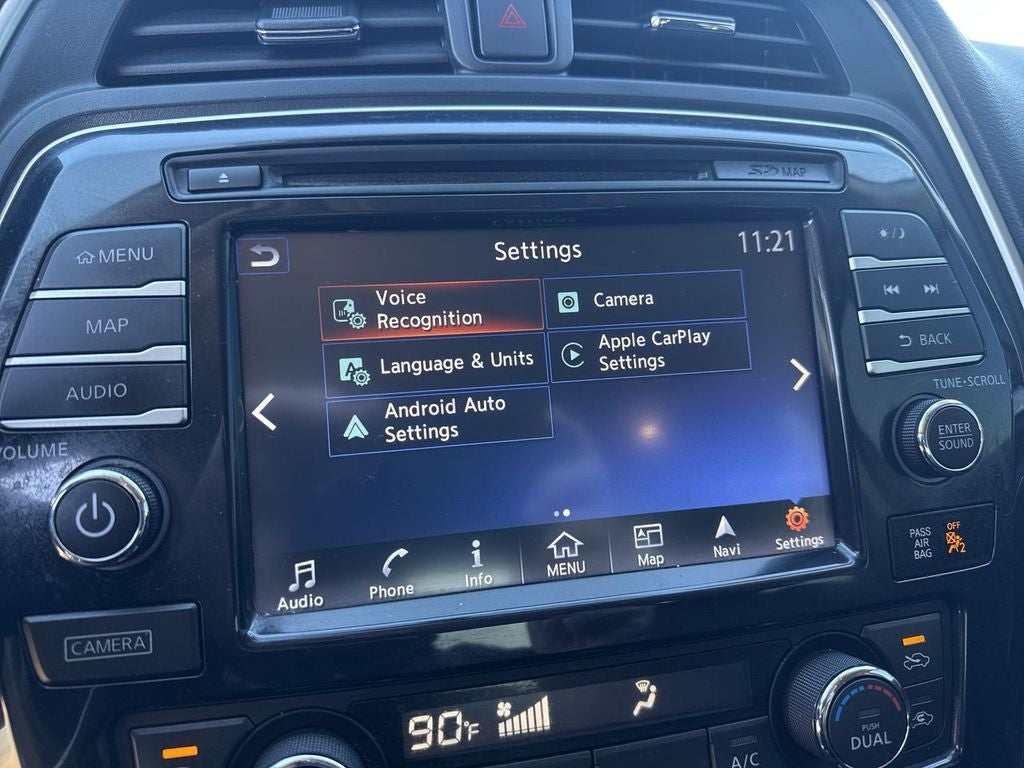 MAP
MENU
Settings
11:21
MAP
Voice
Recognition
Camera
BACK
Language & Units
Apple CarPlay
Settings
AUDIO
TUNE•SCROLL
Android Auto
Settings
ENTER
SOUND
VOLUME
PASS
AIR
BAG
OFF
2
Audio
Phone
Info
MENU
Map
Navi
Settings
CAMERA
90°F
A/C
PUSH
DUAL